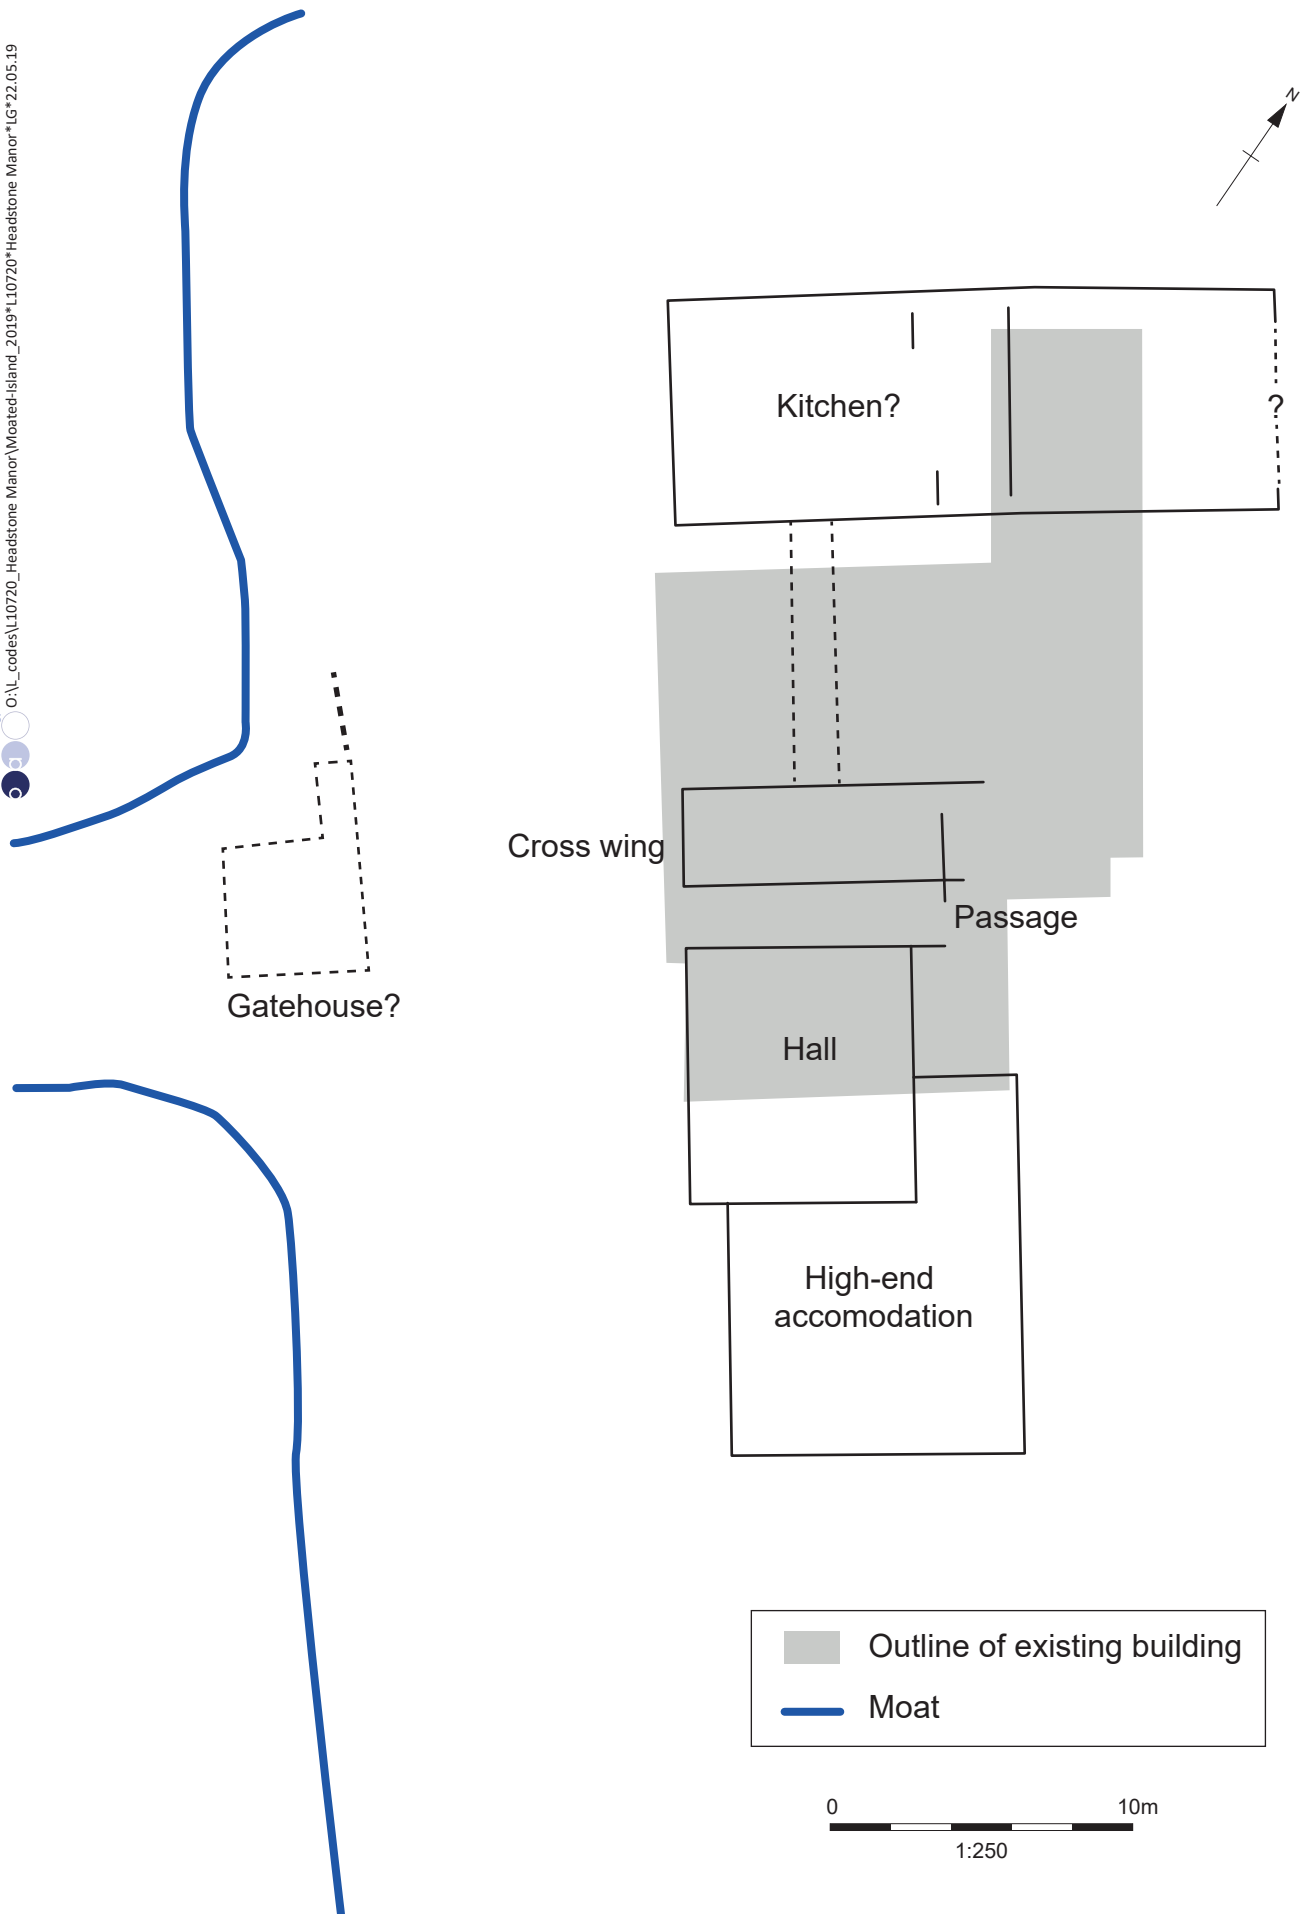 O:\L_codes\L10720_Headstone Manor\Moated-Island_2019*L10720*Headstone Manor*LG*22.05.19
N
Kitchen?
?
Cross wing
Passage
Gatehouse?
Hall
High-end
accomodation
Outline of existing building
Moat
0 10m
1:250